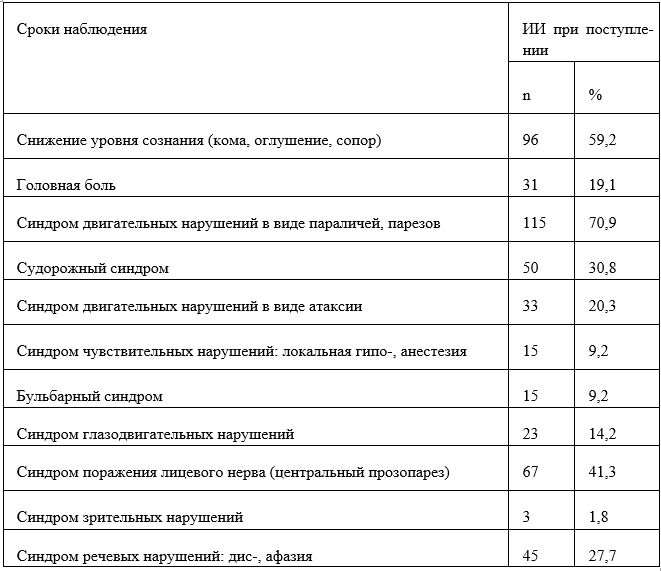 Сроки наблюдения
ИИ при поступле-
нии
n %
Снижение уровня сознания (кома, оглушение, сопор) 96 59,2
Головная боль 31 19,1
Синдром двигательных нарушений в виде параличей, парезов 115 70,9
Судорожный синдром 50 30,8
Синдром двигательных нарушений в виде атаксии 33 20,3
Синдром чувствительных нарушений: локальная гипо-, анестезия 15 9,2
Бульбарный синдром 15 9,2
Синдром глазодвигательных нарушений 23 14,2
Синдром поражения лицевого нерва (центральный прозопарез) 67 41,3
Синдром зрительных нарушений 3 1,8
Синдром речевых нарушений: дис-, афазия 45 27,7